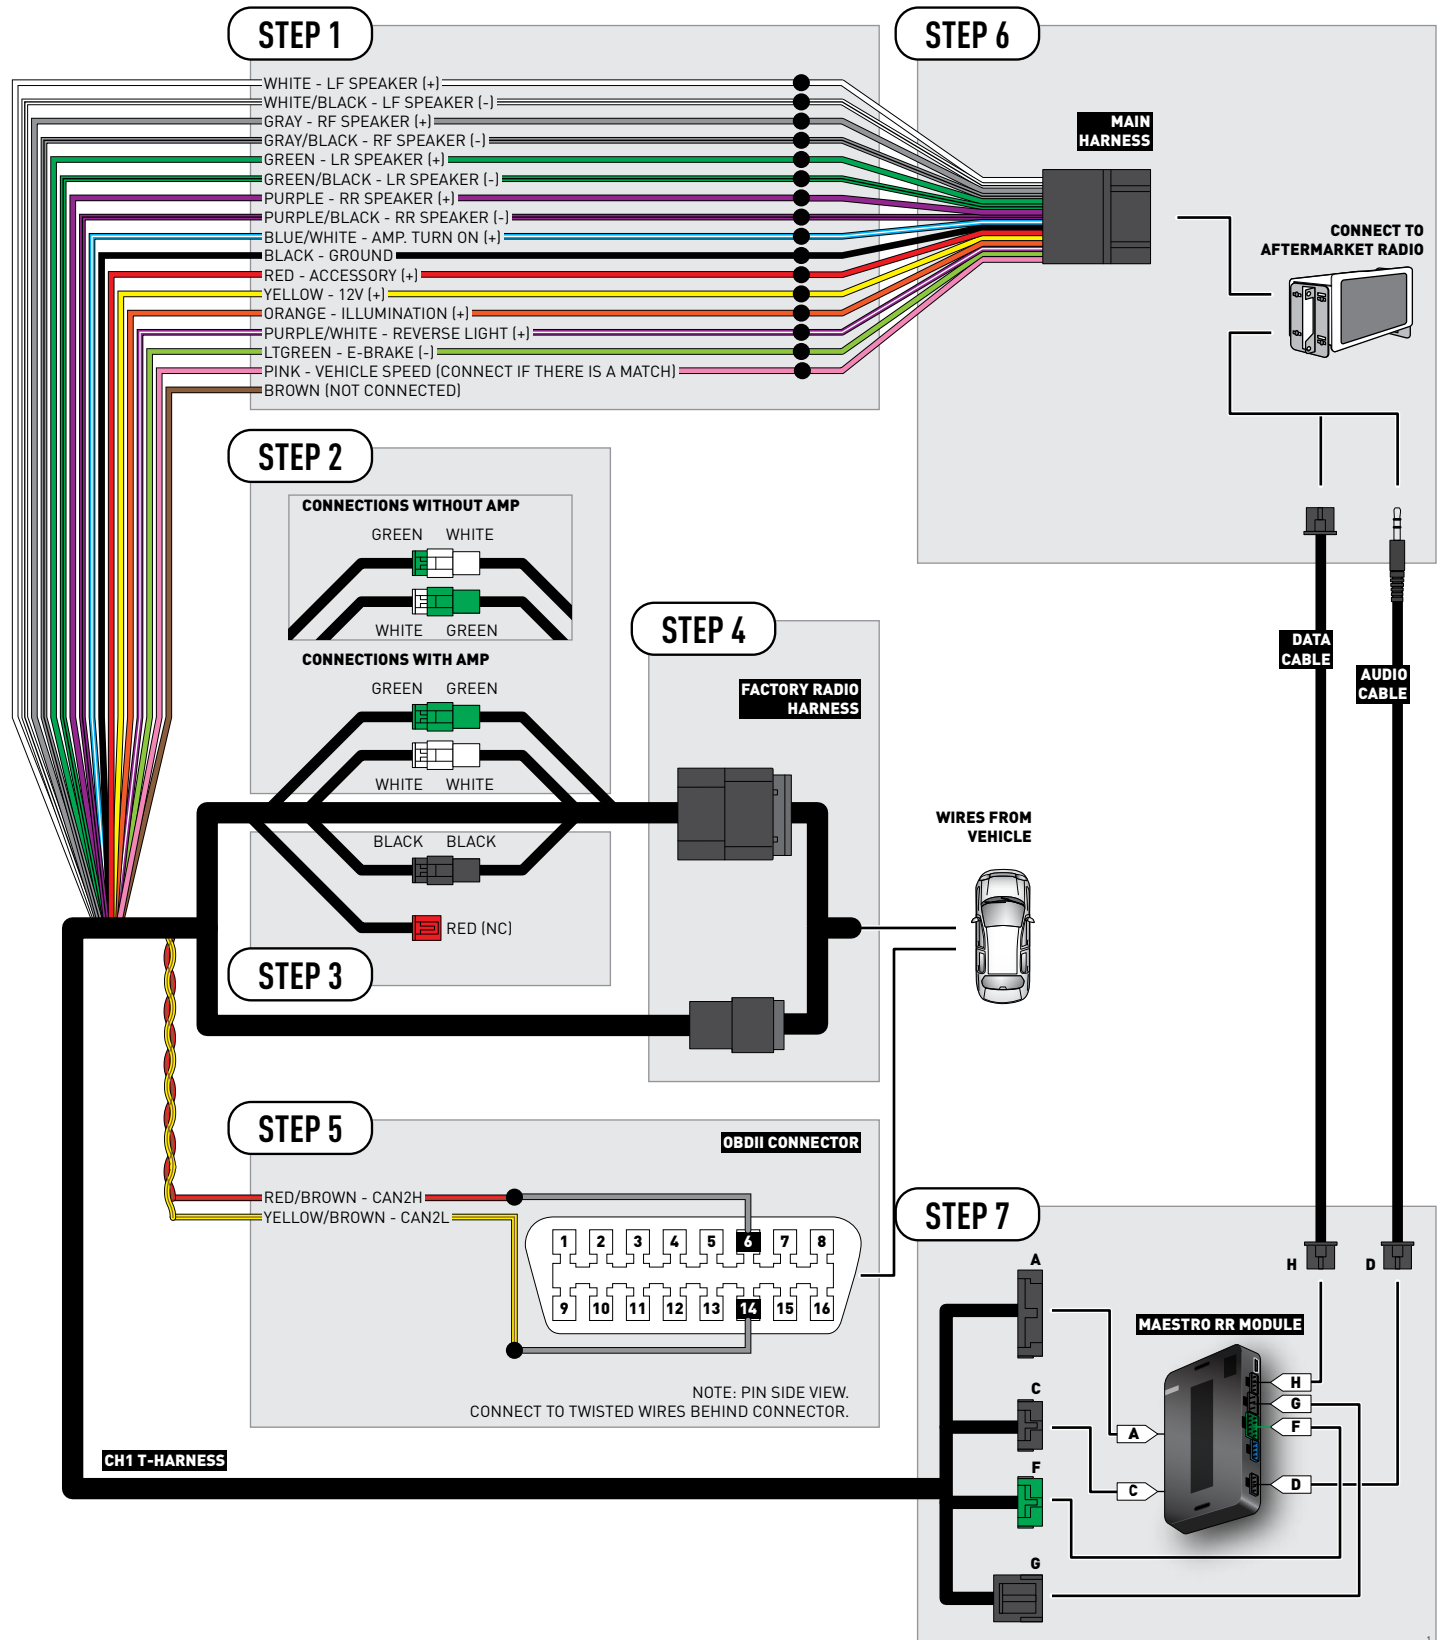 STEP 1
WHITE - LF SPEAKER (+)
WHITE/BLACK - LF SPEAKER (-)
GRAY - RF SPEAKER (+)
GRAY/BLACK - RF SPEAKER (-)
GREEN - LR SPEAKER (+)
GREEN/BLACK - LR SPEAKER (-)
PURPLE - RR SPEAKER (+)
PURPLE/BLACK - RR SPEAKER (-)
BLUE/WHITE - AMP. TURN ON (+)
BLACK - GROUND
RED - ACCESSORY (+)
YELLOW - 12V (+)
ORANGE - ILLUMINATION (+)
PURPLE/WHITE - REVERSE LIGHT (+)
LTGREEN - E-BRAKE (-)
PINK - VEHICLE SPEED (CONNECT IF THERE IS A MATCH)
BROWN (NOT CONNECTED)
STEP 6
MAIN
HARNESS
CONNECT TO
AFTERMARKET RADIO
DATA
CABLE
AUDIO
CABLE
STEP 2
CONNECTIONS WITHOUT AMP
GREEN WHITE
WHITE GREEN
CONNECTIONS WITH AMP
GREEN GREEN
WHITE WHITE
BLACK BLACK
RED (NC)
STEP 3
STEP 4
FACTORY RADIO
HARNESS
WIRES FROM
VEHICLE
STEP 5
OBDII CONNECTOR
RED/BROWN - CAN2H
YELLOW/BROWN - CAN2L
1 2 3 4 5 6 7 8
9 10 11 12 13 14 15 16
NOTE: PIN SIDE VIEW.
CONNECT TO TWISTED WIRES BEHIND CONNECTOR.
CH1 T-HARNESS
STEP 7
H D
A
C
F
G
MAESTRO RR MODULE
H
G
F
D
A
C
1